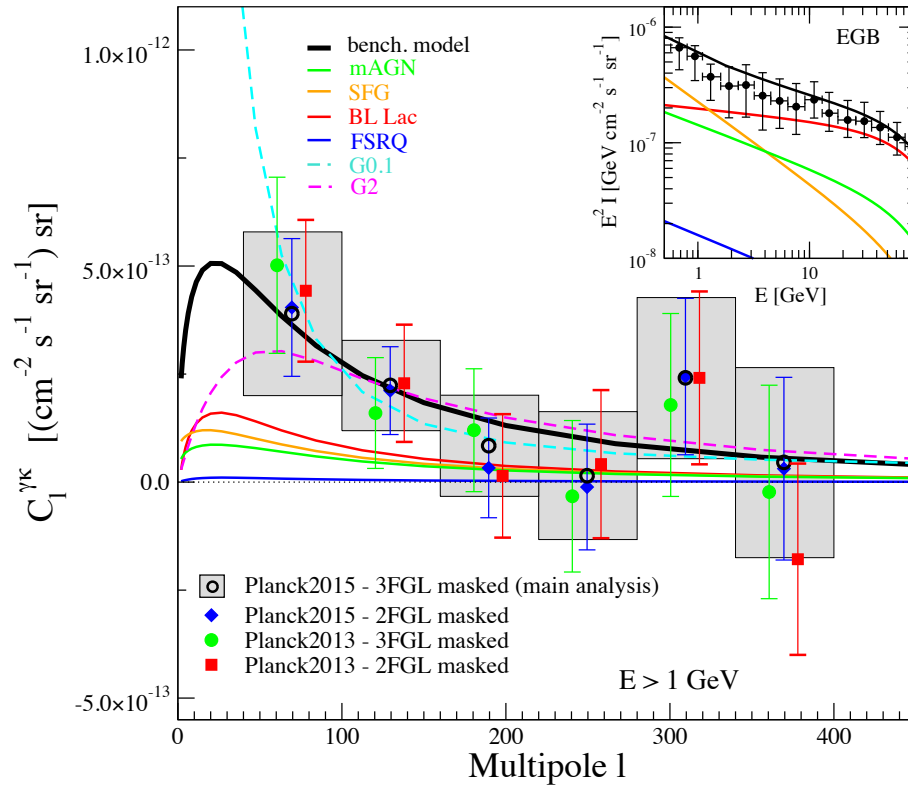 1.0×10⁻¹²
5.0×10⁻¹³
0.0
-5.0×10⁻¹³
C_l^γκ [(cm⁻² s⁻¹ sr⁻¹) sr]
bench. model
mAGN
SFG
BL Lac
FSRQ
G0.1
G2
EGB
10⁻⁶
10⁻⁷
10⁻⁸
E² I [GeV cm⁻² s⁻¹ sr⁻¹]
1 10
E [GeV]
Planck2015 - 3FGL masked (main analysis)
Planck2015 - 2FGL masked
Planck2013 - 3FGL masked
Planck2013 - 2FGL masked
E > 1 GeV
0 100 200 300 400
Multipole l